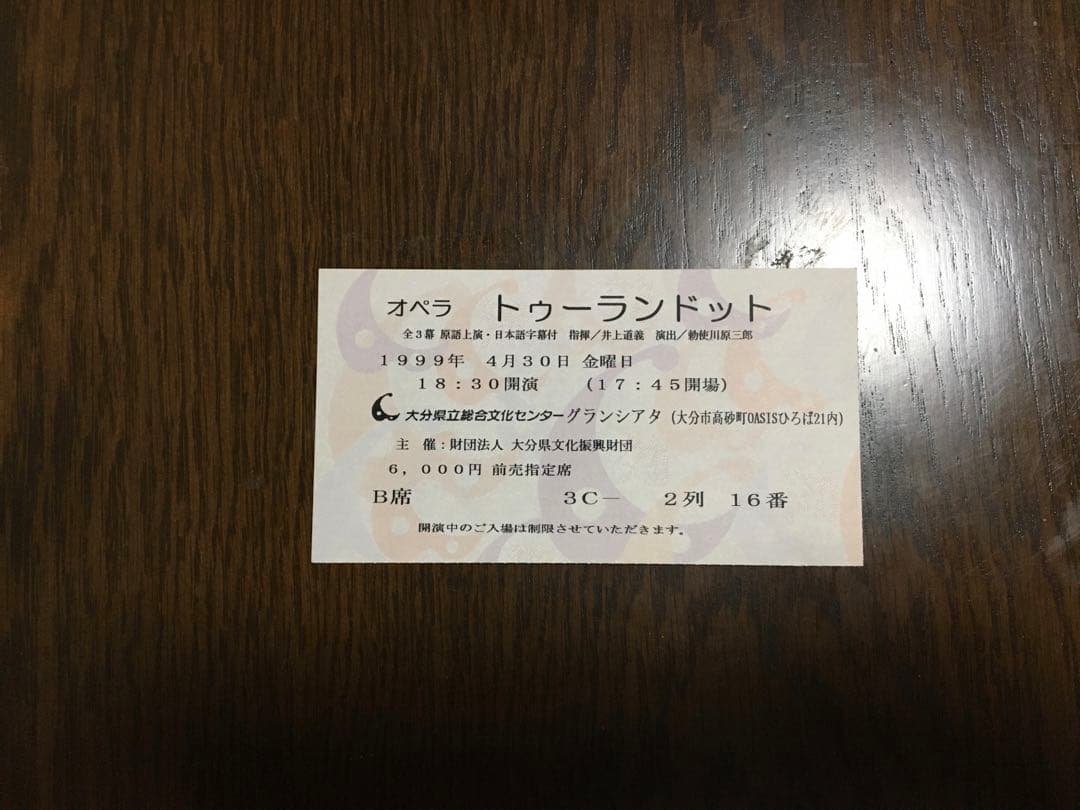 オペラ トゥーランドット
全3幕 原語上演・日本語字幕付 指揮／井上道義 演出／勅使川原三郎
1999年 4月30日 金曜日
18：30開演 （17：45開場）
大分県立総合文化センターグランシアタ (大分市高砂町OASISひろば21内)
主 催：財団法人 大分県文化振興財団
6，000円 前売指定席
B席 3C－ 2列 16番
開演中のご入場は制限させていただきます。